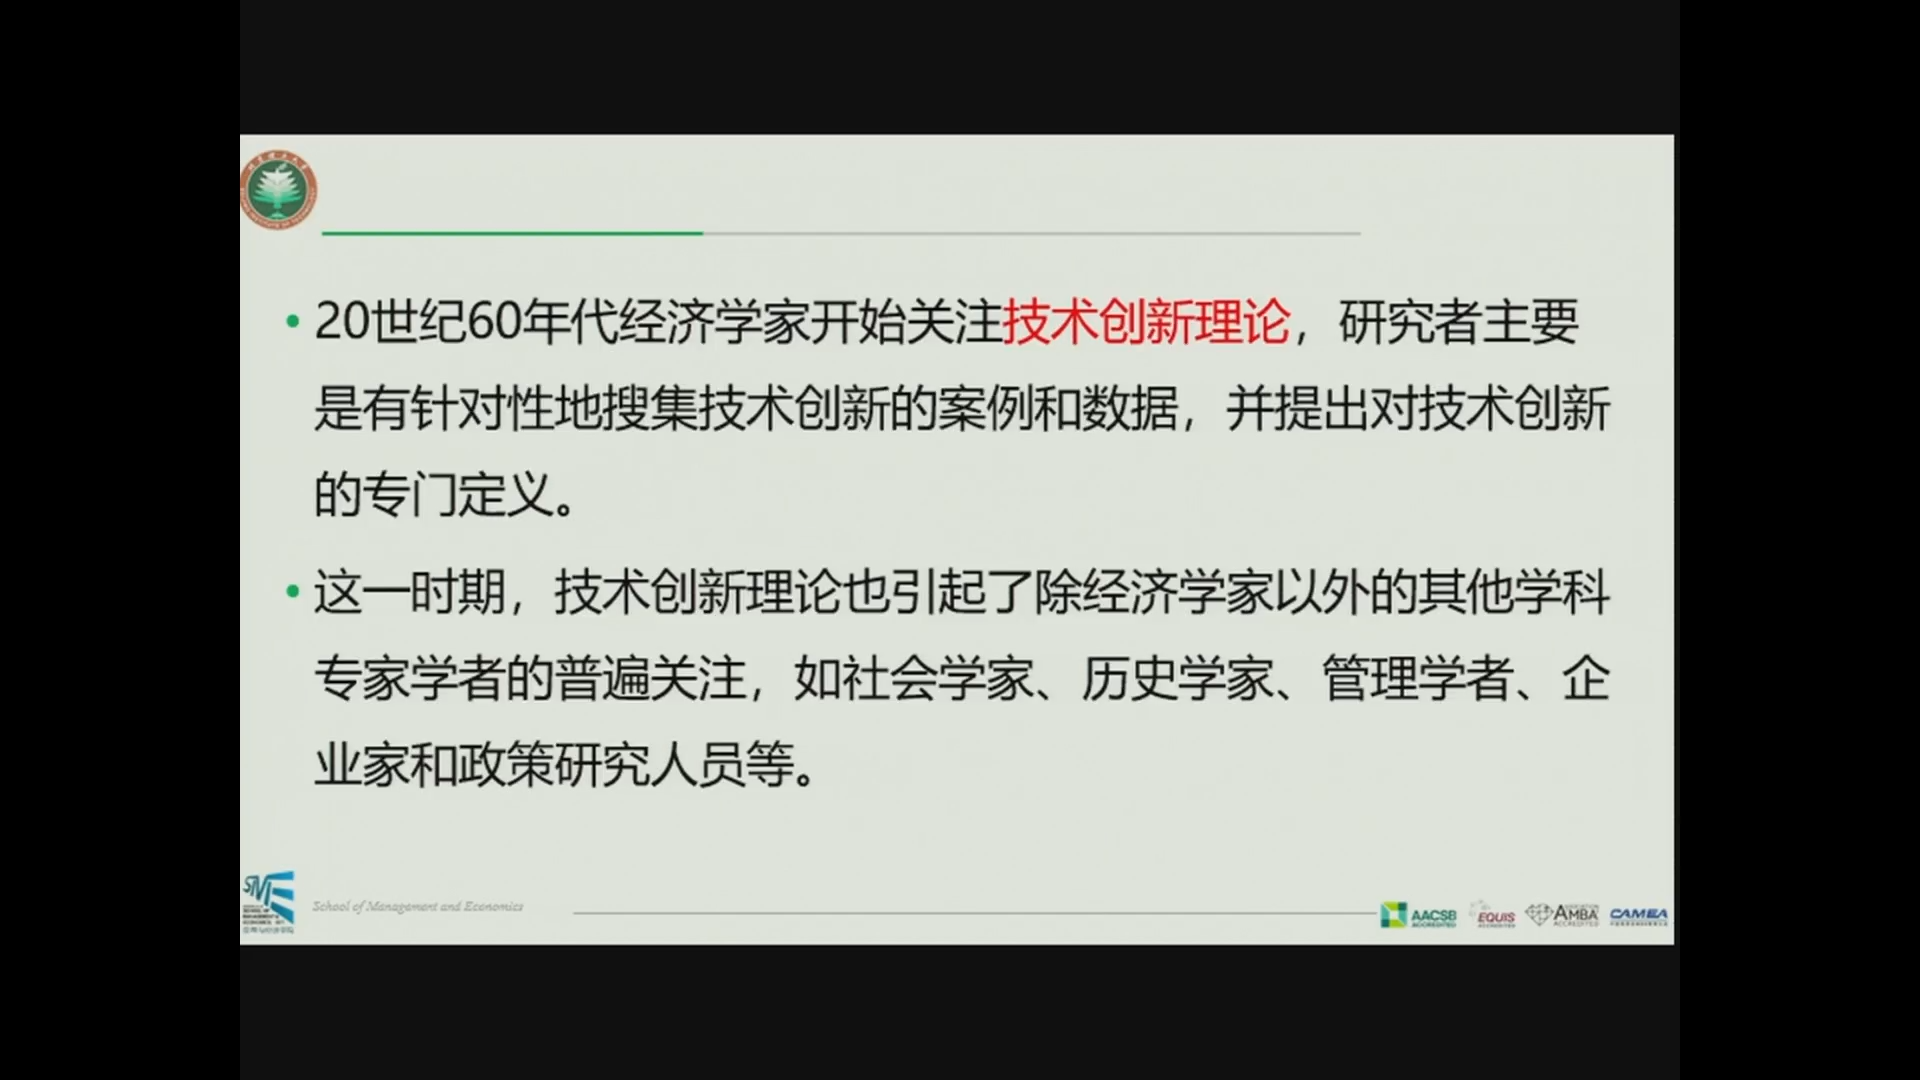 20世纪60年代经济学家开始关注技术创新理论，研究者主要
是有针对性地搜集技术创新的案例和数据，并提出对技术创新
的专门定义。
这一时期，技术创新理论也引起了除经济学家以外的其他学科
专家学者的普遍关注，如社会学家、历史学家、管理学者、企
业家和政策研究人员等。
School of Management and Economics
AACSB
ACCREDITED
EQUIS
ACCREDITED
ASSOCIATION
AMBA
ACCREDITED
CAMEA